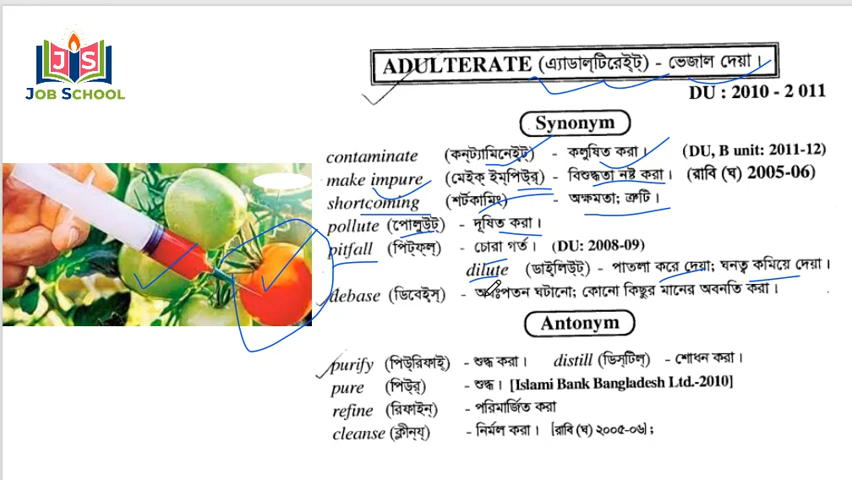 JS
JOB SCHOOL
ADULTERATE (এ্যাডাল্টিরেইট্) - ভেজাল দেয়া।
DU : 2010 - 2 011
Synonym
contaminate (কন্ট্যামিনেইট্) - কলুষিত করা। (DU, B unit: 2011-12)
make impure (মেইক্ ইম্পিউর্) - বিশুদ্ধতা নষ্ট করা। (রাবি (ঘ) 2005-06)
shortcoming (শর্টকামিং) - অক্ষমতা; ত্রুটি।
pollute (পোলুউট্) - দূষিত করা।
pitfall (পিট্ফল্) - চোরা গর্ত। (DU: 2008-09)
dilute (ডাইলিউট্) - পাতলা করে দেয়া; ঘনত্ব কমিয়ে দেয়া।
debase (ডিবেইস্) - অধঃপতন ঘটানো; কোনো কিছুর মানের অবনতি করা।
Antonym
purify (পিউরিফাই) - শুদ্ধ করা। distill (ডিস্টিল্) - শোধন করা।
pure (পিউর্) - শুদ্ধ। [Islami Bank Bangladesh Ltd.-2010]
refine (রিফাইন্) - পরিমার্জিত করা
cleanse (ক্লীন্য্) - নির্মল করা। [রাবি (ঘ) ২০০৫-০৬];